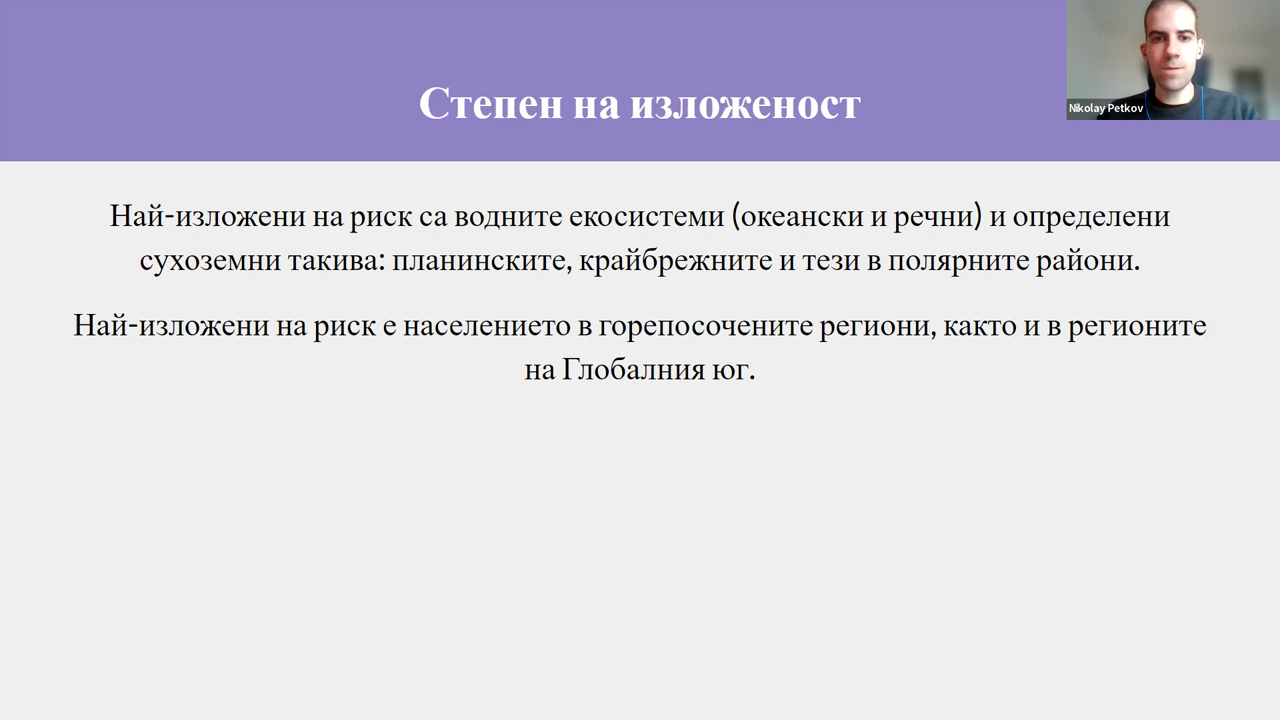 Степен на изложеност
Nikolay Petkov
Най-изложени на риск са водните екосистеми (океански и речни) и определени
сухоземни такива: планинските, крайбрежните и тези в полярните райони.
Най-изложени на риск е населението в горепосочените региони, както и в регионите
на Глобалния юг.